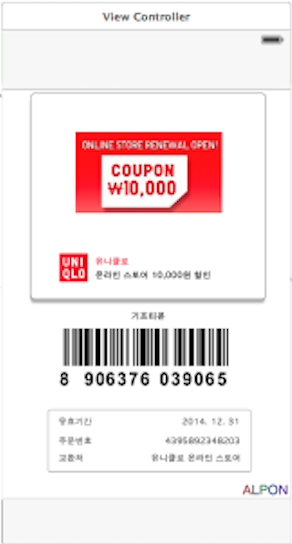 View Controller
ONLINE STORE RENEWAL OPEN!
COUPON
₩10,000
UNI
QLO
유니클로
온라인 스토어 10,000원 할인
기프티콘
8 906376 039065
유효기간 2014. 12. 31
주문번호 4395892348203
교환처 유니클로 온라인 스토어
ALPON